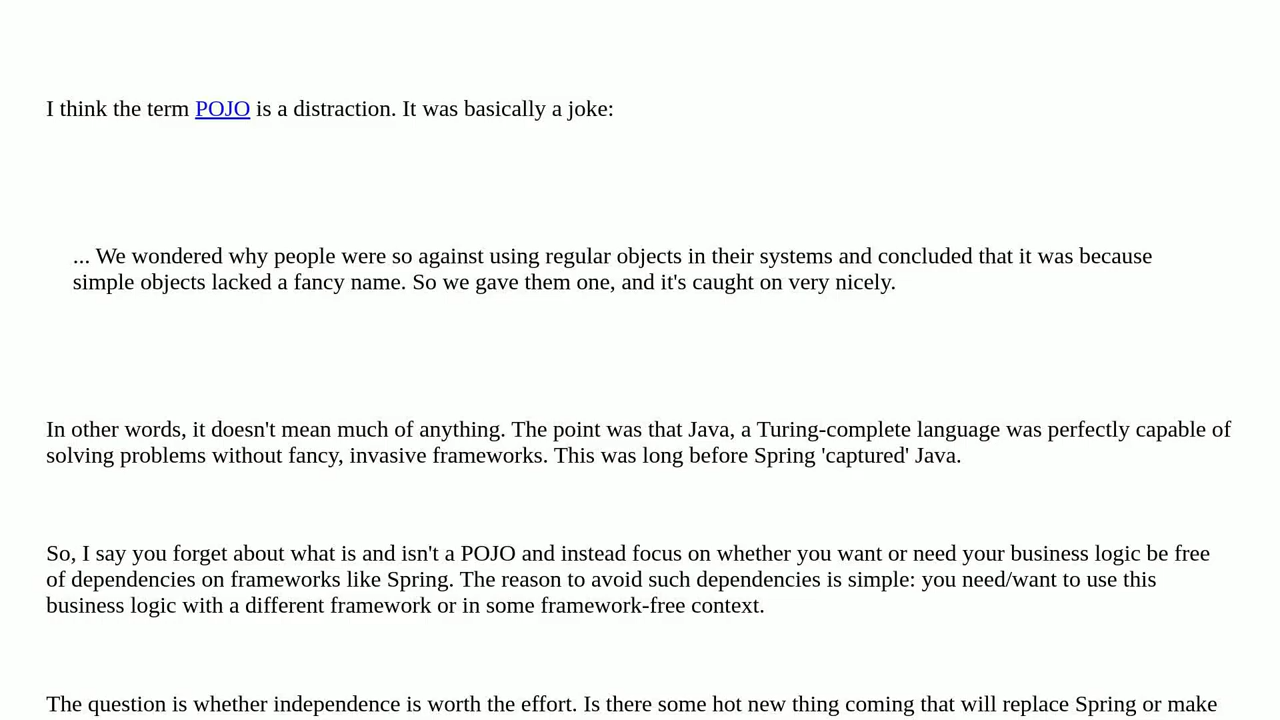 I think the term POJO is a distraction. It was basically a joke:
... We wondered why people were so against using regular objects in their systems and concluded that it was because
simple objects lacked a fancy name. So we gave them one, and it's caught on very nicely.
In other words, it doesn't mean much of anything. The point was that Java, a Turing-complete language was perfectly capable of
solving problems without fancy, invasive frameworks. This was long before Spring 'captured' Java.
So, I say you forget about what is and isn't a POJO and instead focus on whether you want or need your business logic be free
of dependencies on frameworks like Spring. The reason to avoid such dependencies is simple: you need/want to use this
business logic with a different framework or in some framework-free context.
The question is whether independence is worth the effort. Is there some hot new thing coming that will replace Spring or make